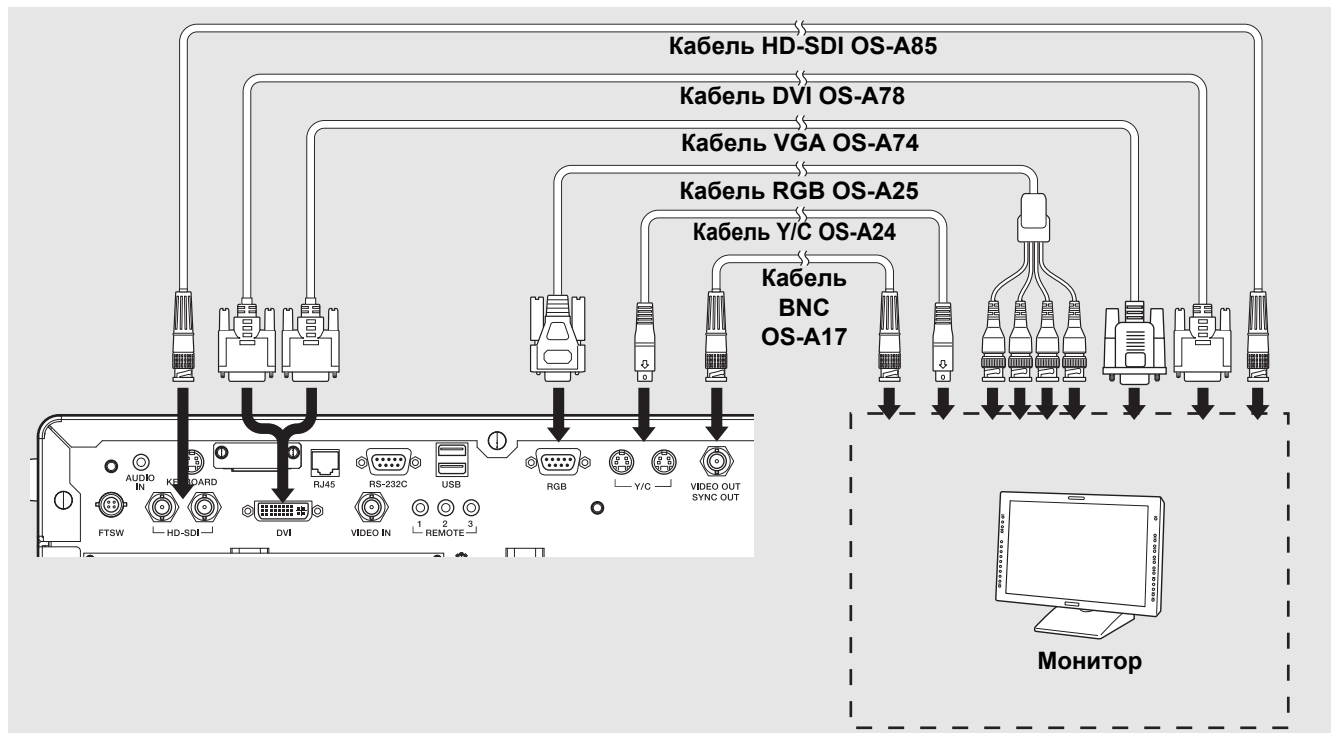 Кабель HD-SDI OS-A85
Кабель DVI OS-A78
Кабель VGA OS-A74
Кабель RGB OS-A25
Кабель Y/C OS-A24
Кабель
BNC
OS-A17
AUDIO
IN
KEYBOARD
RJ45
RS-232C
USB
RGB
Y/C
VIDEO OUT
SYNC OUT
FTSW
HD-SDI
DVI
VIDEO IN
1 2 3
REMOTE
Монитор